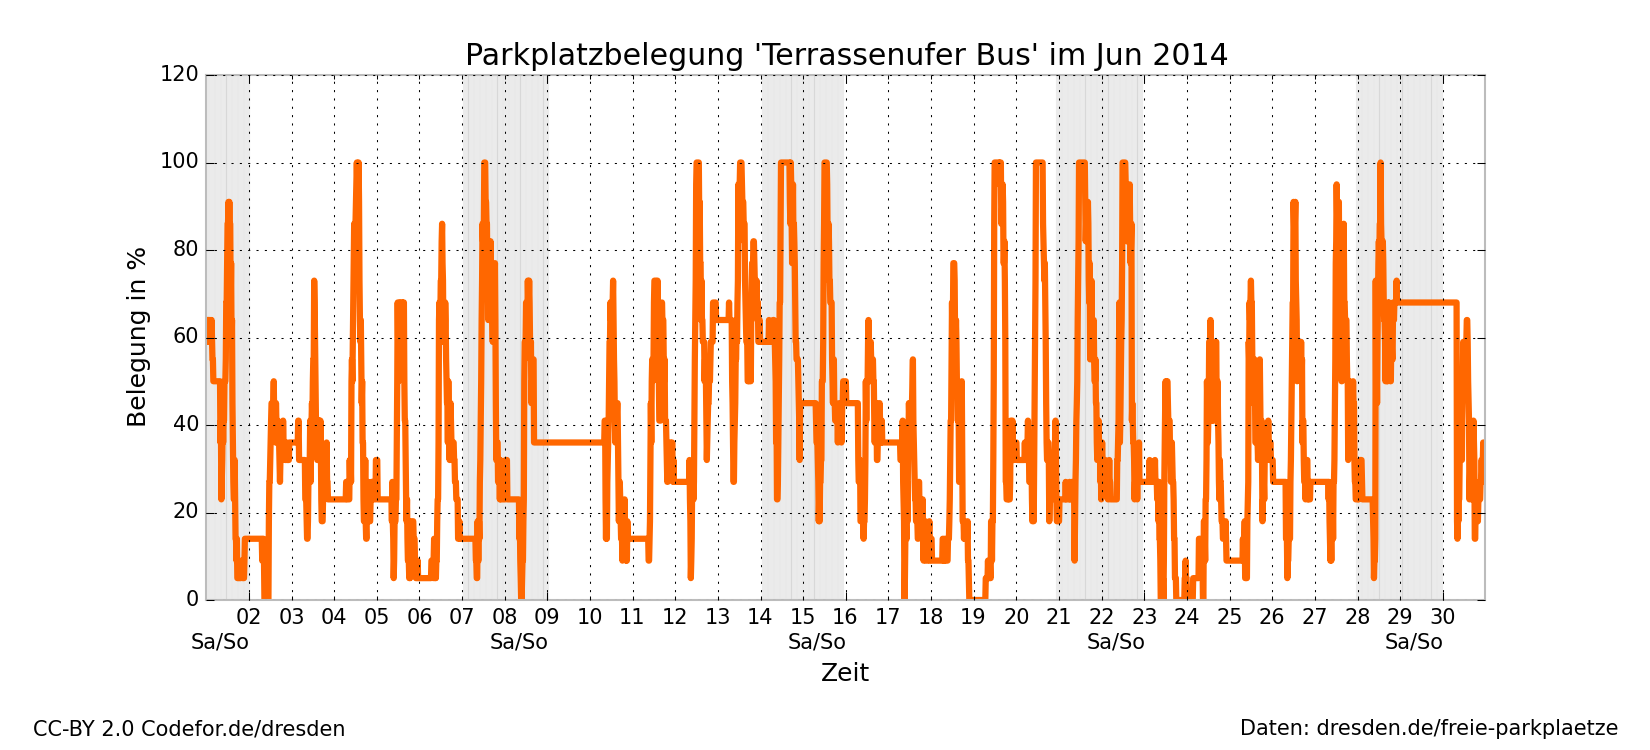 Parkplatzbelegung 'Terrassenufer Bus' im Jun 2014
120
100
80
60
40
20
0
Belegung in %
02 03 04 05 06 07 08 09 10 11 12 13 14 15 16 17 18 19 20 21 22 23 24 25 26 27 28 29 30
Sa/So Sa/So Sa/So Sa/So Sa/So
Zeit
CC-BY 2.0 Codefor.de/dresden Daten: dresden.de/freie-parkplaetze